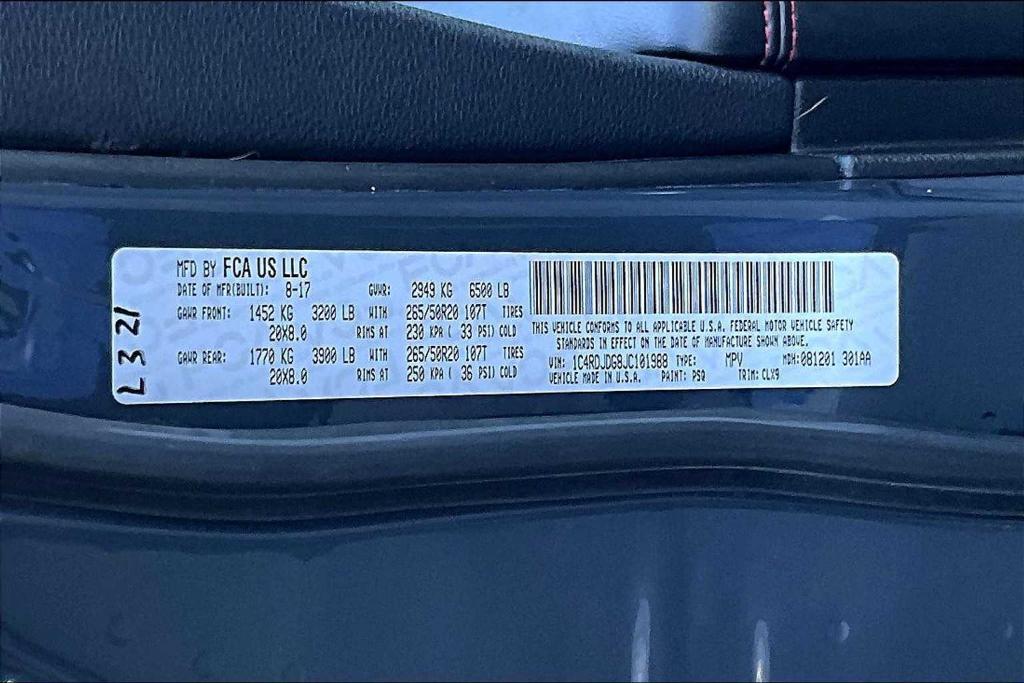 MFD BY FCA US LLC
DATE OF MFR(BUILT): 8-17 GVWR: 2949 KG 6500 LB
GAWR FRONT: 1452 KG 3200 LB WITH 265/50R20 107T TIRES
20X8.0 RIMS AT 230 KPA ( 33 PSI) COLD
GAWR REAR: 1770 KG 3900 LB WITH 265/50R20 107T TIRES
20X8.0 RIMS AT 250 KPA ( 36 PSI) COLD
THIS VEHICLE CONFORMS TO ALL APPLICABLE U.S.A. FEDERAL MOTOR VEHICLE SAFETY
STANDARDS IN EFFECT ON THE DATE OF MANUFACTURE SHOWN ABOVE.
VIN: 1C4RDJDG8JC101988 TYPE: MPV MDH: 081201 301AA
VEHICLE MADE IN U.S.A. PAINT: PSQ TRIM: CLX9
L 3 21